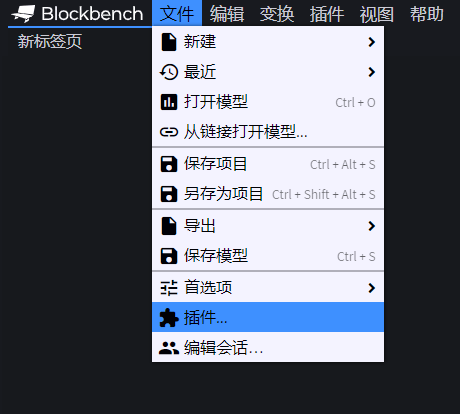 Blockbench 文件 编辑 变换 插件 视图 帮助
新标签页
新建
最近
打开模型 Ctrl + O
从链接打开模型...
保存项目 Ctrl + Alt + S
另存为项目 Ctrl + Shift + Alt + S
导出
保存模型 Ctrl + S
首选项
插件...
编辑会话…